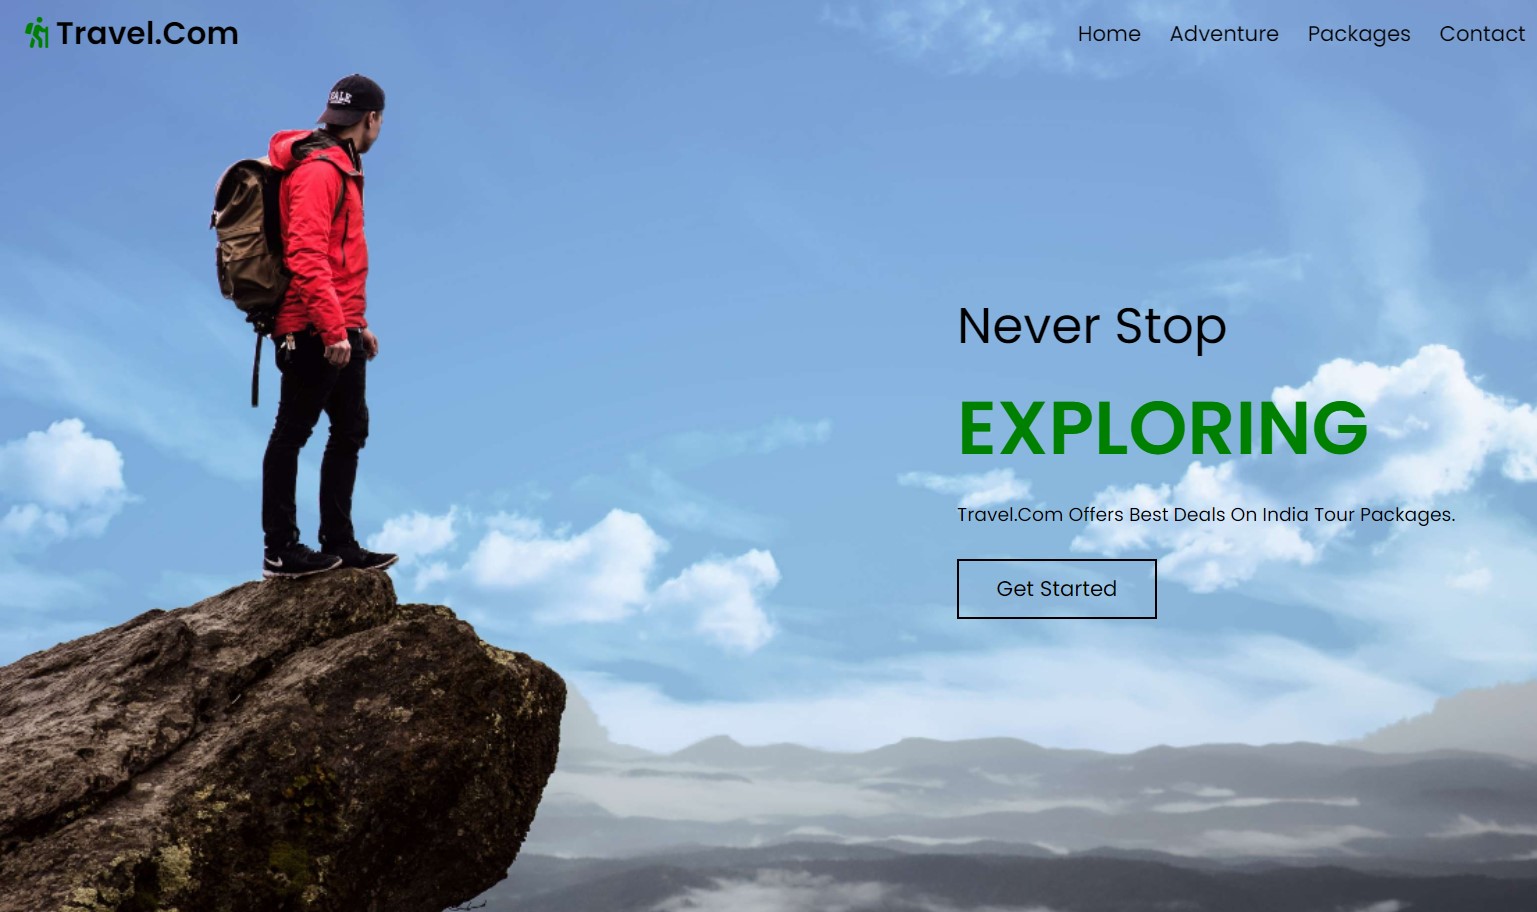 Travel.Com
Home Adventure Packages Contact
Never Stop
EXPLORING
Travel.Com Offers Best Deals On India Tour Packages.
Get Started